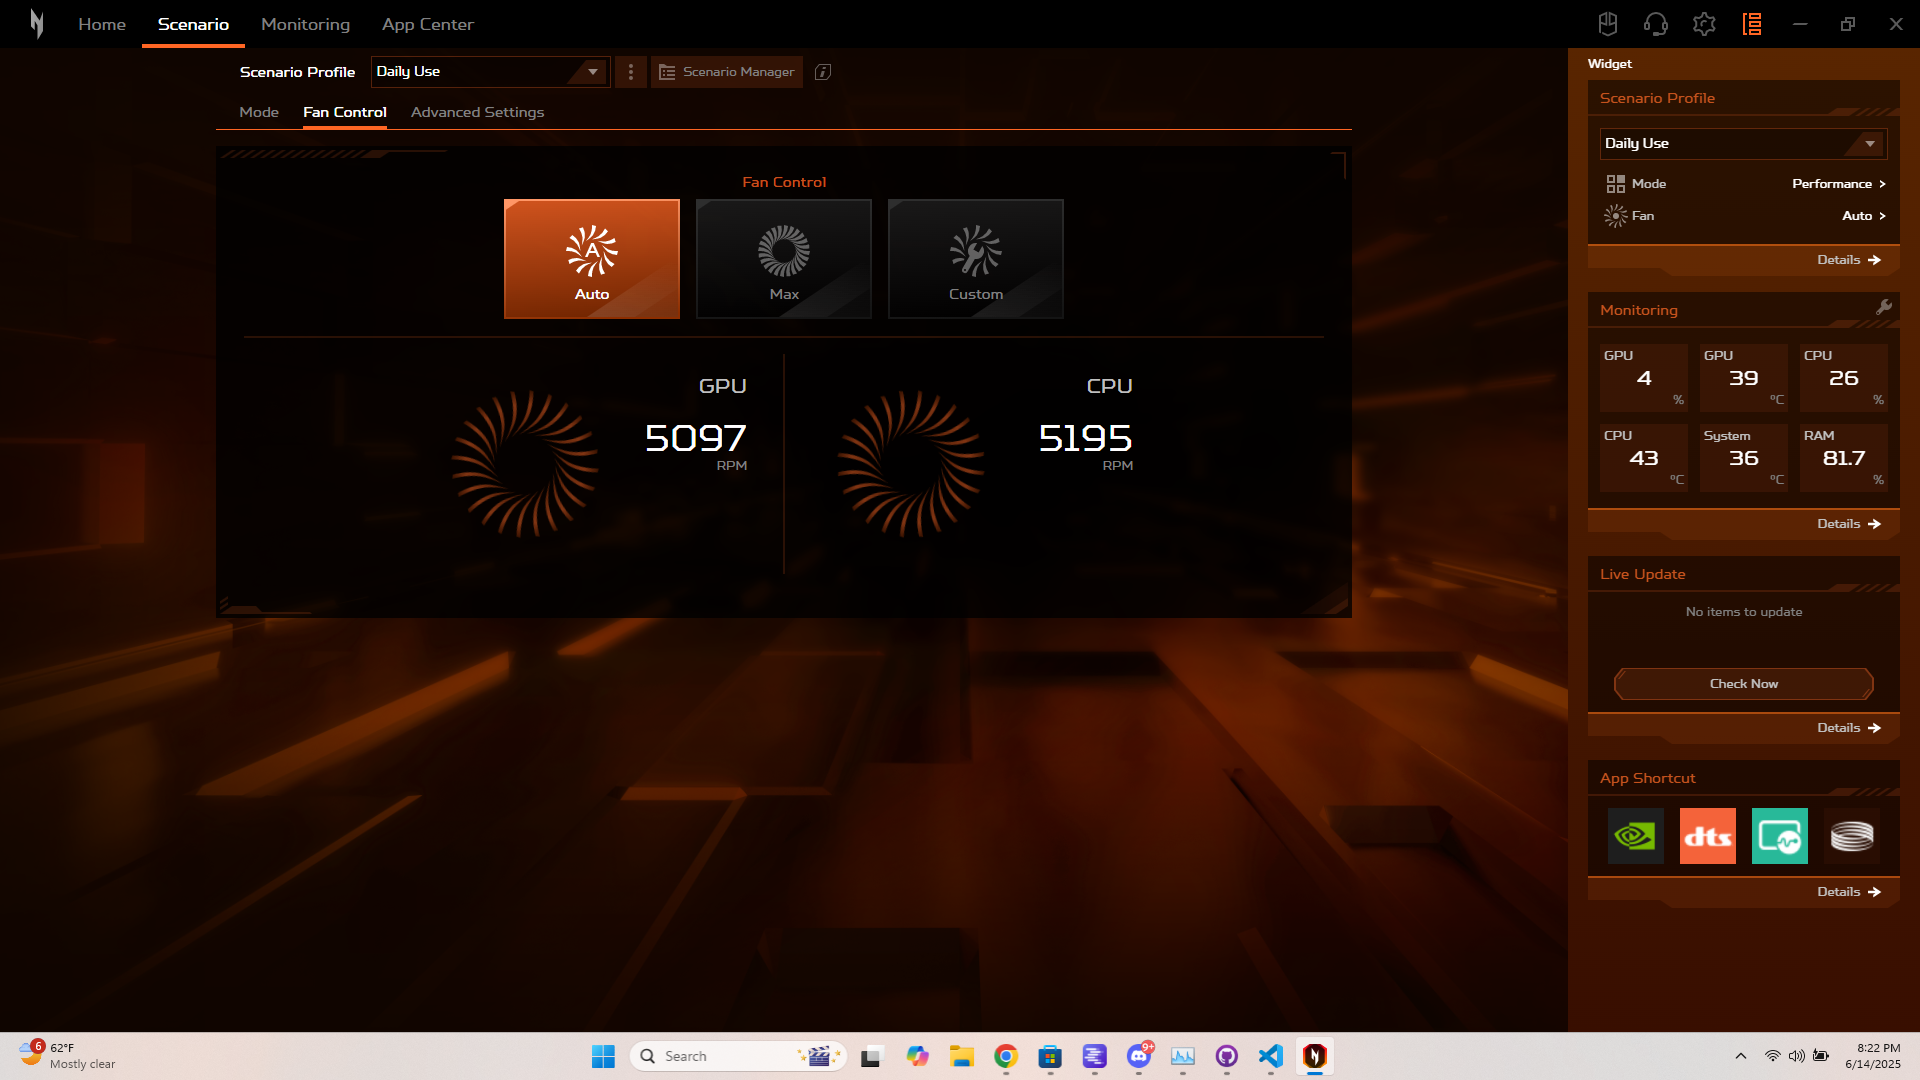 Home
Scenario
Monitoring
App Center
Scenario Profile
Daily Use
Scenario Manager
Mode
Fan Control
Advanced Settings
Fan Control
A
Auto
Max
Custom
GPU
5097
RPM
CPU
5195
RPM
Widget
Scenario Profile
Daily Use
Mode
Performance >
Fan
Auto >
Details →
Monitoring
GPU
4
%
GPU
39
°C
CPU
26
%
CPU
43
°C
System
36
°C
RAM
81.7
%
Details →
Live Update
No items to update
Check Now
Details →
App Shortcut
dts
Details →
6
62°F
Mostly clear
Search
9+
8:22 PM
6/14/2025